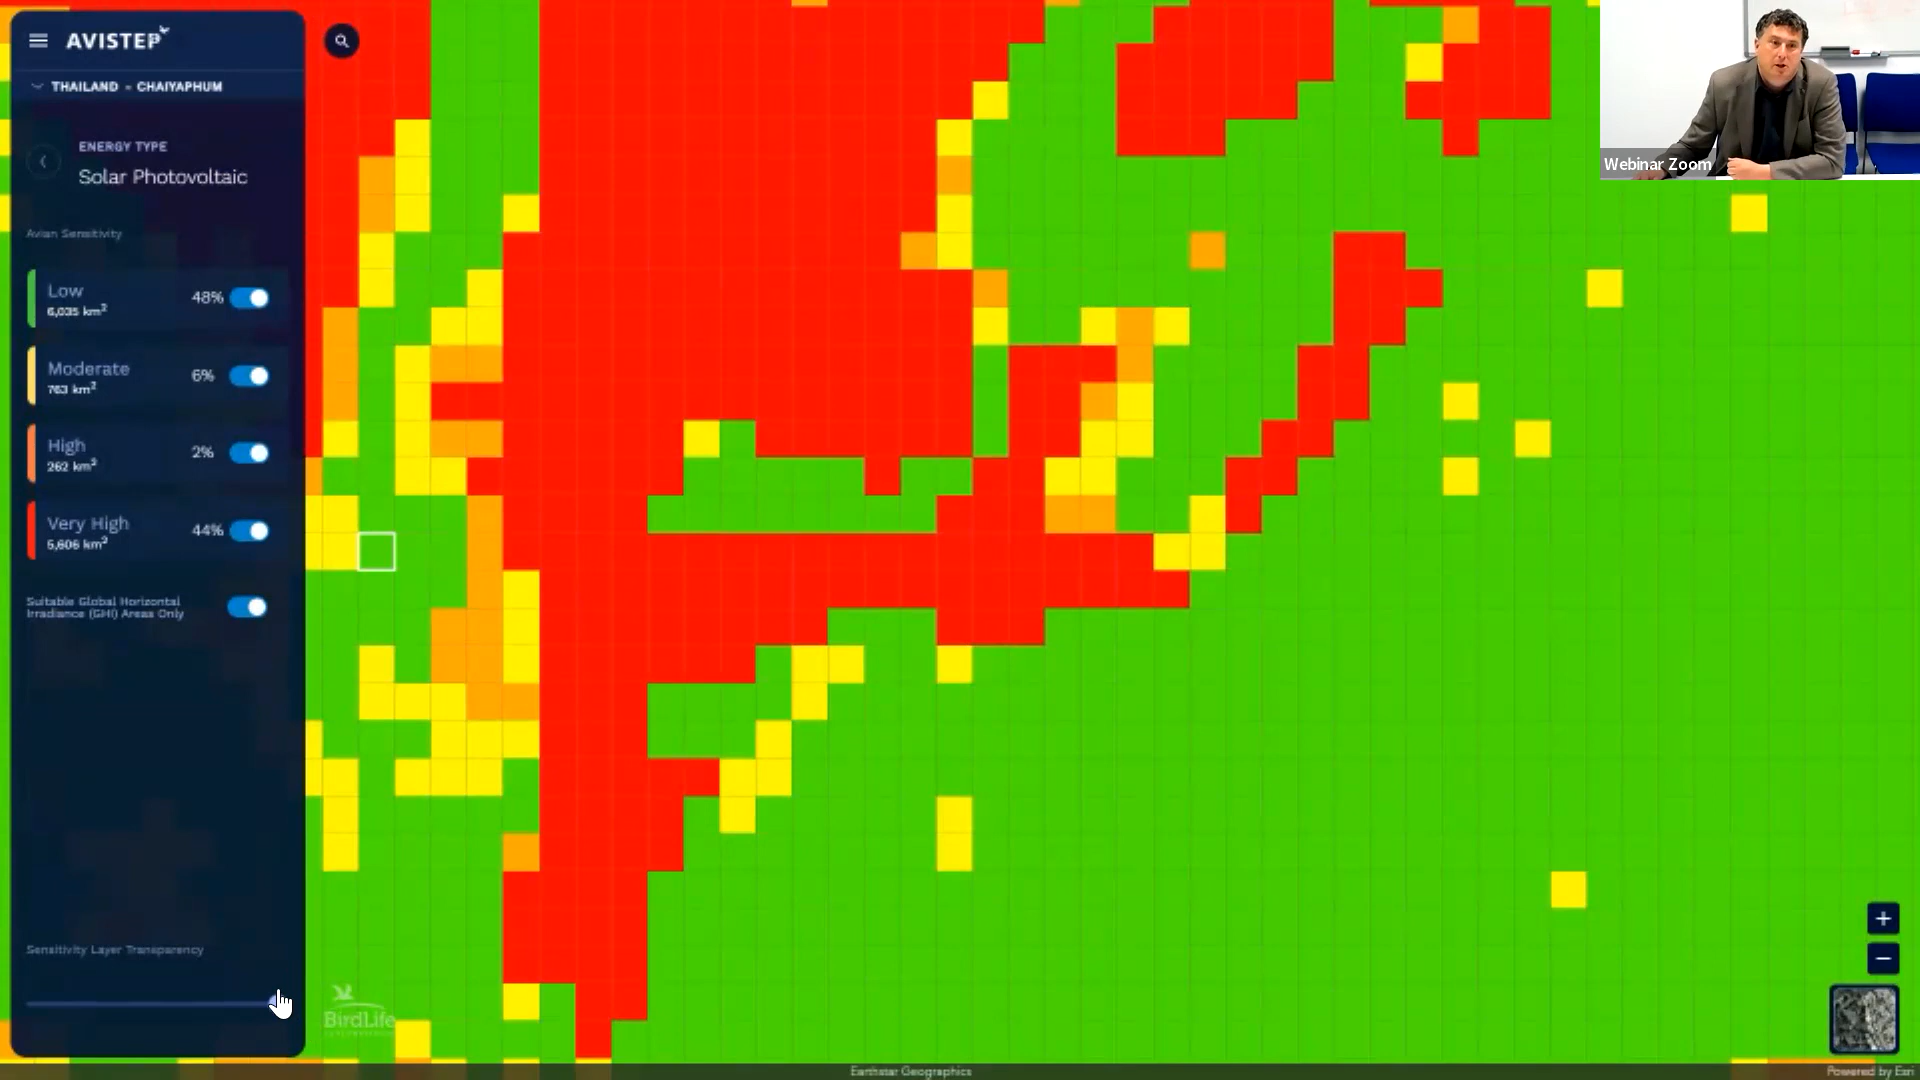 AVISTEP
THAILAND - CHAIYAPHUM
ENERGY TYPE
Solar Photovoltaic
Avian Sensitivity
Low
48%
6,035 km²
Moderate
6%
763 km²
High
2%
262 km²
Very High
44%
5,606 km²
Suitable Global Horizontal
Irradiance (GHI) Areas Only
Sensitivity Layer Transparency
BirdLife
Webinar Zoom
+
−
Earthstar Geographics
Powered by Esri